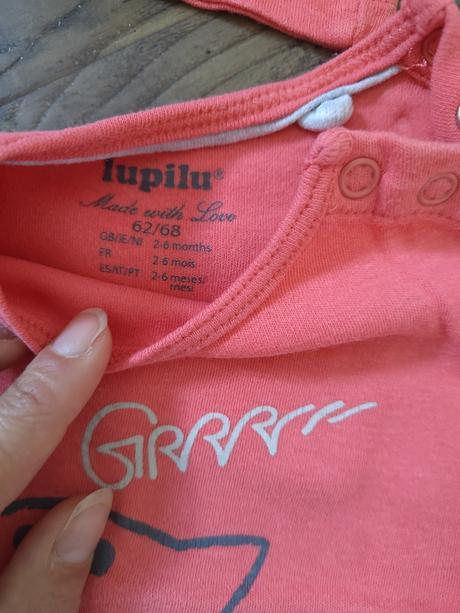 lupilu®
Made with Love
62/68
GB/IE/NI 2-6 months
FR 2-6 mois
ES/IT/PT 2-6 meses/
mesi
GRRRR